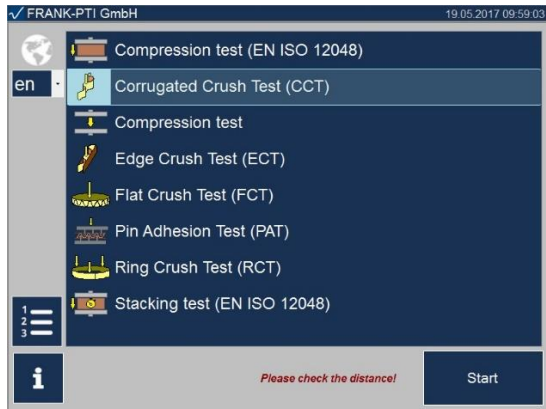 FRANK-PTI GmbH 19.05.2017 09:59:03
Compression test (EN ISO 12048)
en
Corrugated Crush Test (CCT)
Compression test
Edge Crush Test (ECT)
Flat Crush Test (FCT)
Pin Adhesion Test (PAT)
Ring Crush Test (RCT)
Stacking test (EN ISO 12048)
1
2
3
i
Please check the distance!
Start